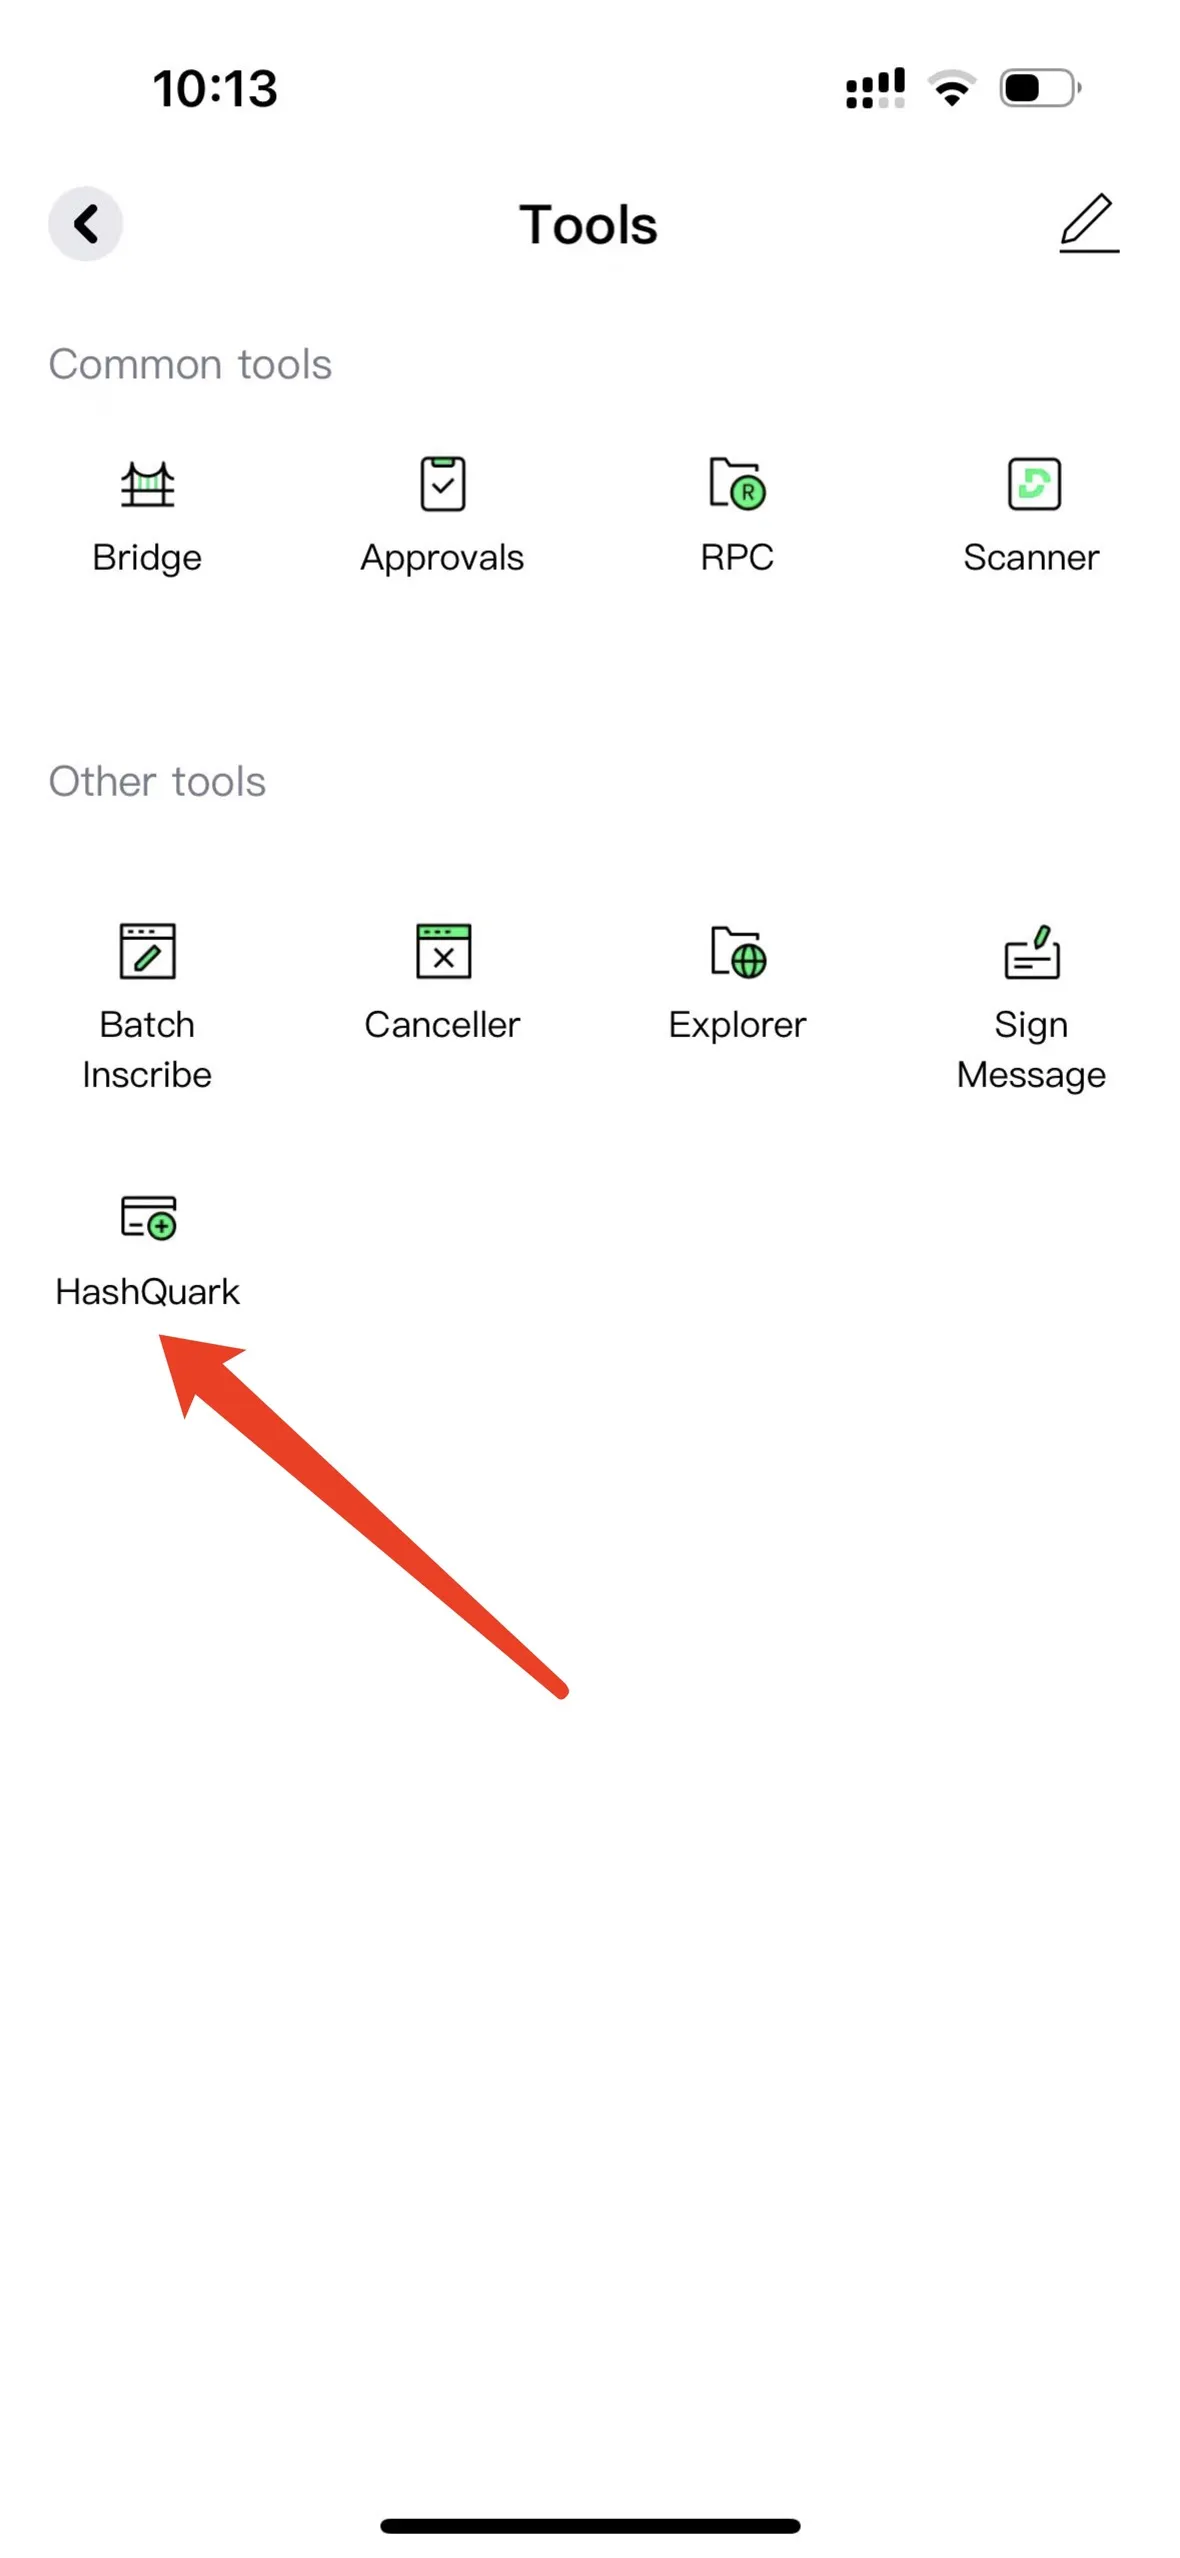 10:13
Tools
Common tools
Bridge
Approvals
RPC
Scanner
Other tools
Batch
Inscribe
Canceller
Explorer
Sign
Message
HashQuark